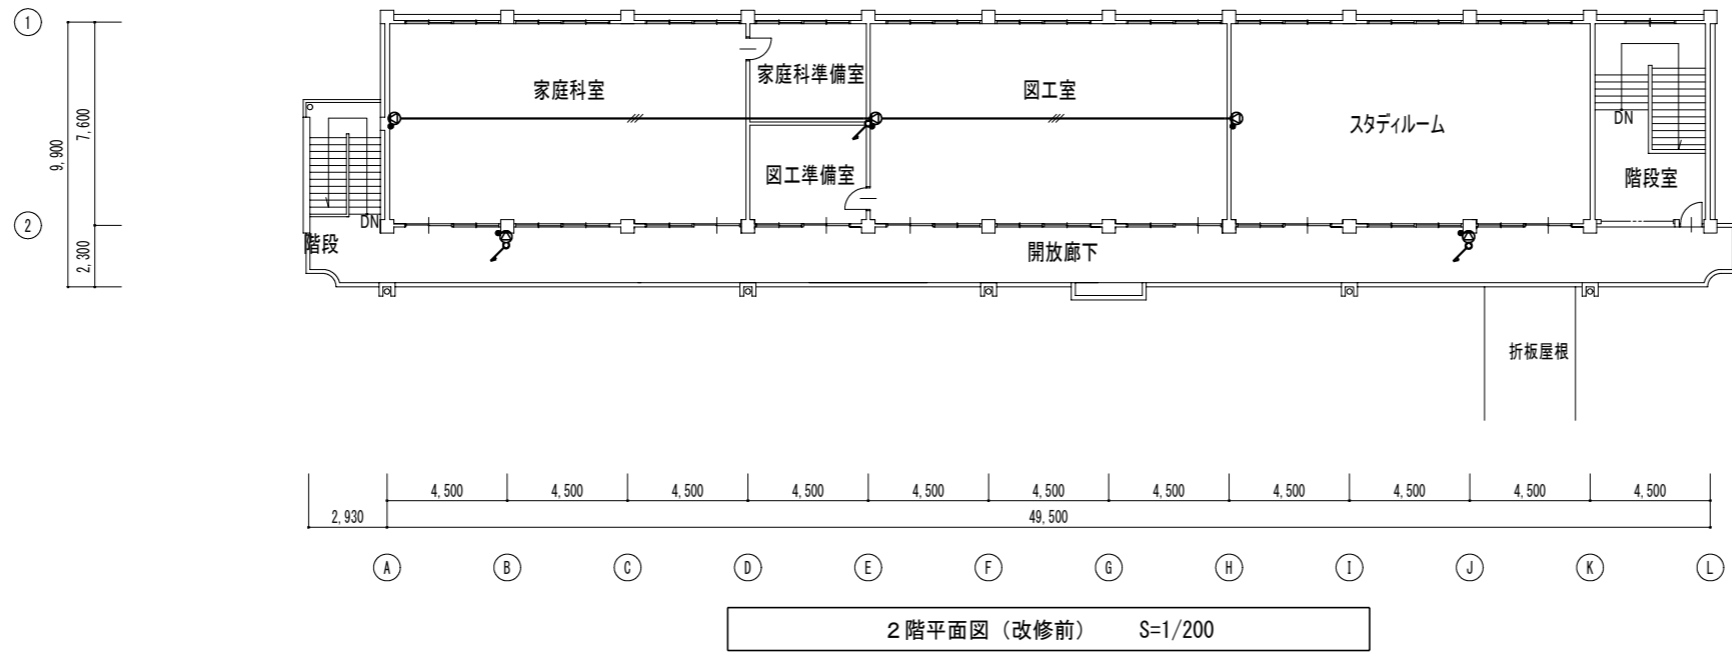 1
家庭科室
家庭科準備室
図工室
スタディルーム
DN
9,900
7,600
図工準備室
階段室
2
DN
階段
2,300
開放廊下
折板屋根
4,500 4,500 4,500 4,500 4,500 4,500 4,500 4,500 4,500 4,500 4,500
2,930 49,500
A B C D E F G H I J K L
２階平面図（改修前） S=1/200